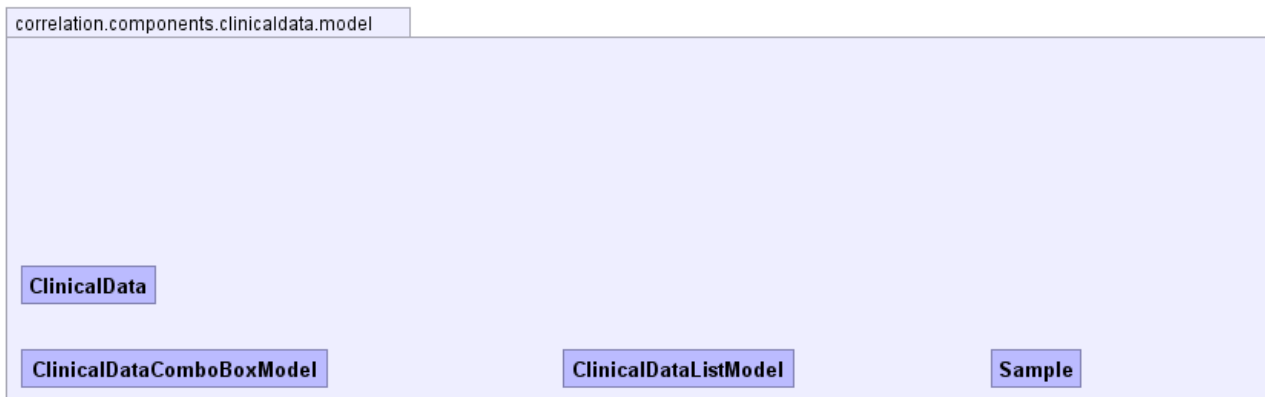 correlation.components.clinicaldata.model
ClinicalData
ClinicalDataComboBoxModel
ClinicalDataListModel
Sample